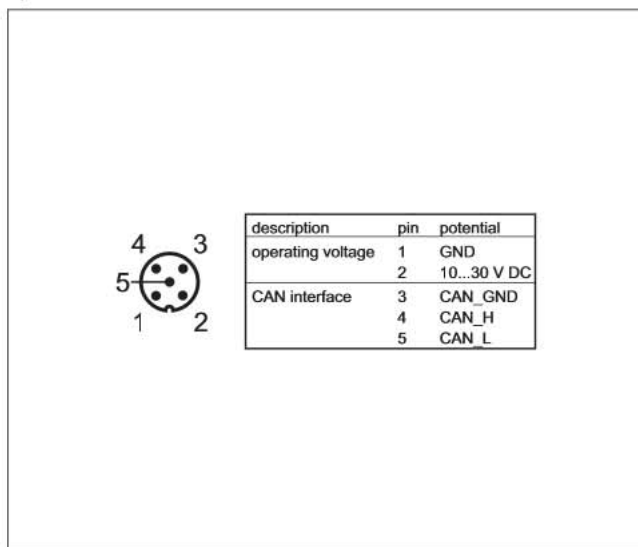 4 3
5
1 2
description pin potential
operating voltage 1 GND
2 10...30 V DC
CAN interface 3 CAN_GND
4 CAN_H
5 CAN_L